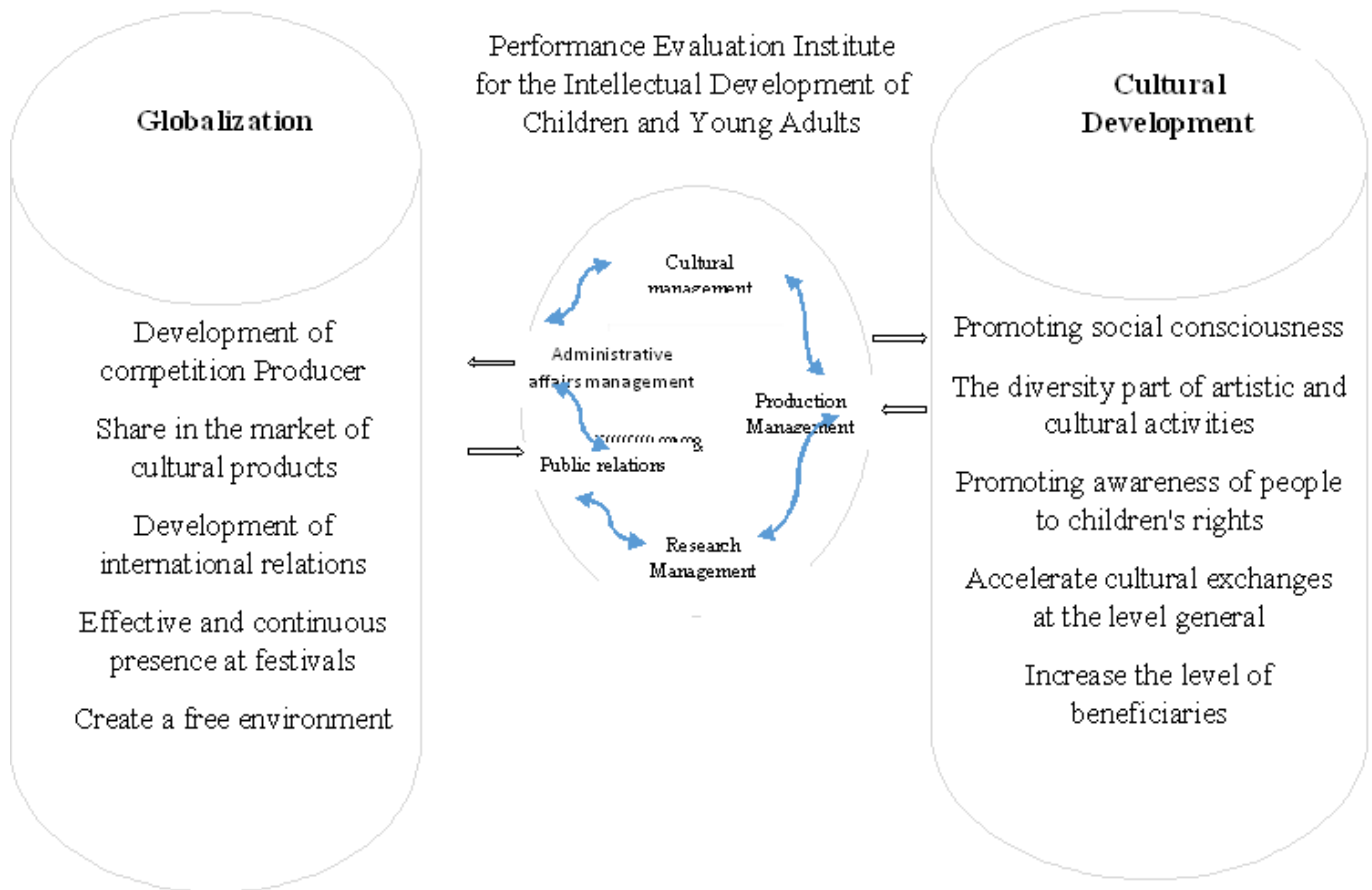 Globalization
Development of
competition Producer
Share in the market of
cultural products
Development of
international relations
Effective and continuous
presence at festivals
Create a free environment
Performance Evaluation Institute
for the Intellectual Development of
Children and Young Adults
Cultural
management
Administrative
affairs management
Production
Management
&
Public relations
Research
Management
Cultural
Development
Promoting social consciousness
The diversity part of artistic and
cultural activities
Promoting awareness of people
to children's rights
Accelerate cultural exchanges
at the level general
Increase the level of
beneficiaries